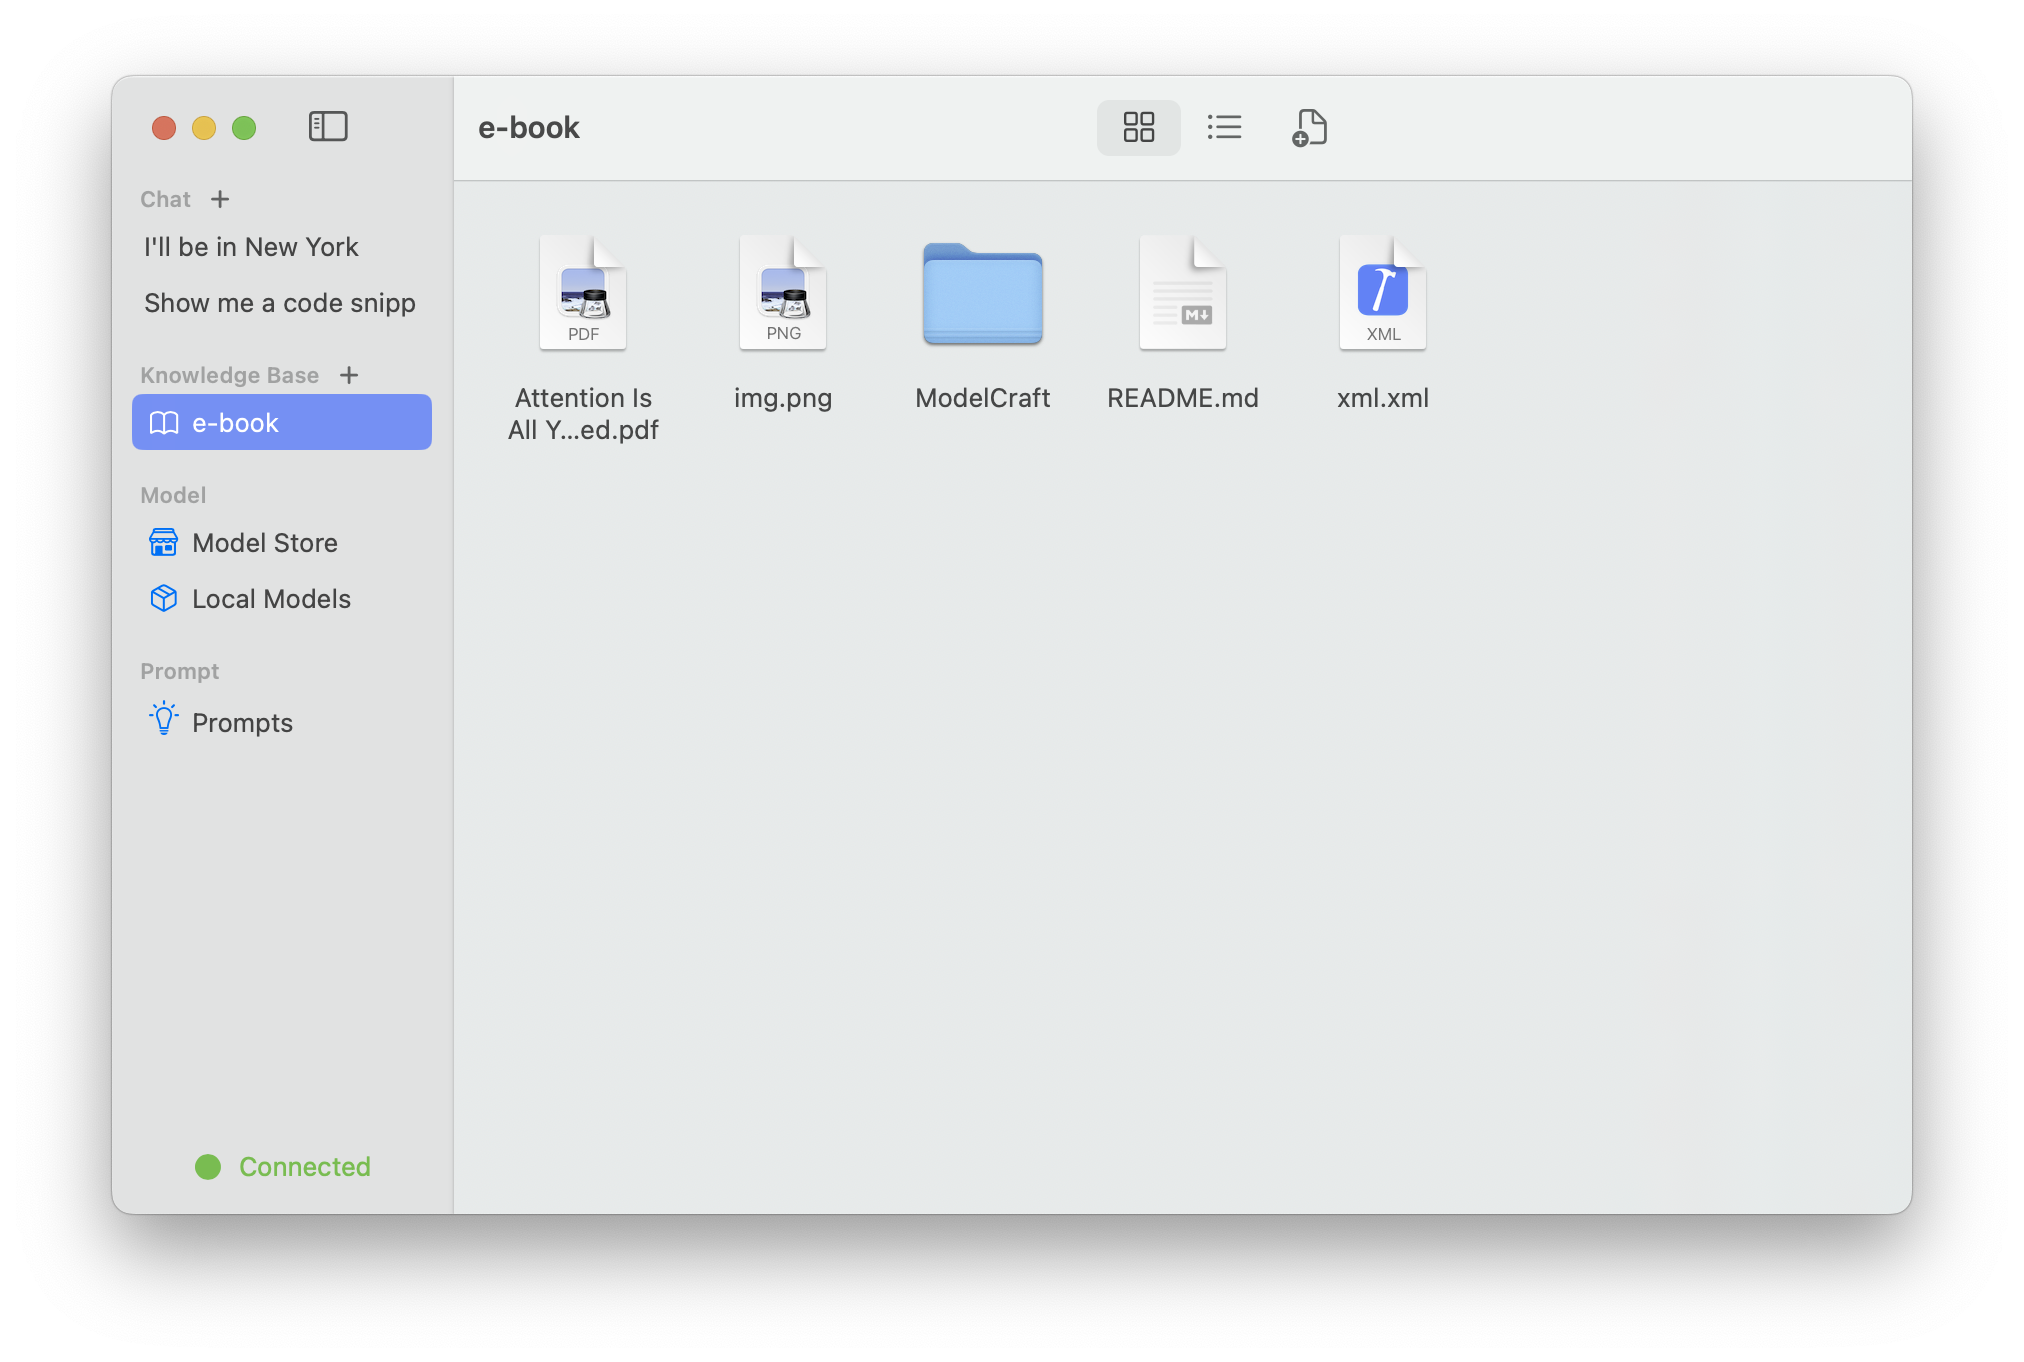 Chat
I'll be in New York
Show me a code snipp
Knowledge Base
e-book
Model
Model Store
Local Models
Prompt
Prompts
Connected
e-book
PDF
Attention Is
All Y...ed.pdf
PNG
img.png
ModelCraft
M
README.md
XML
xml.xml